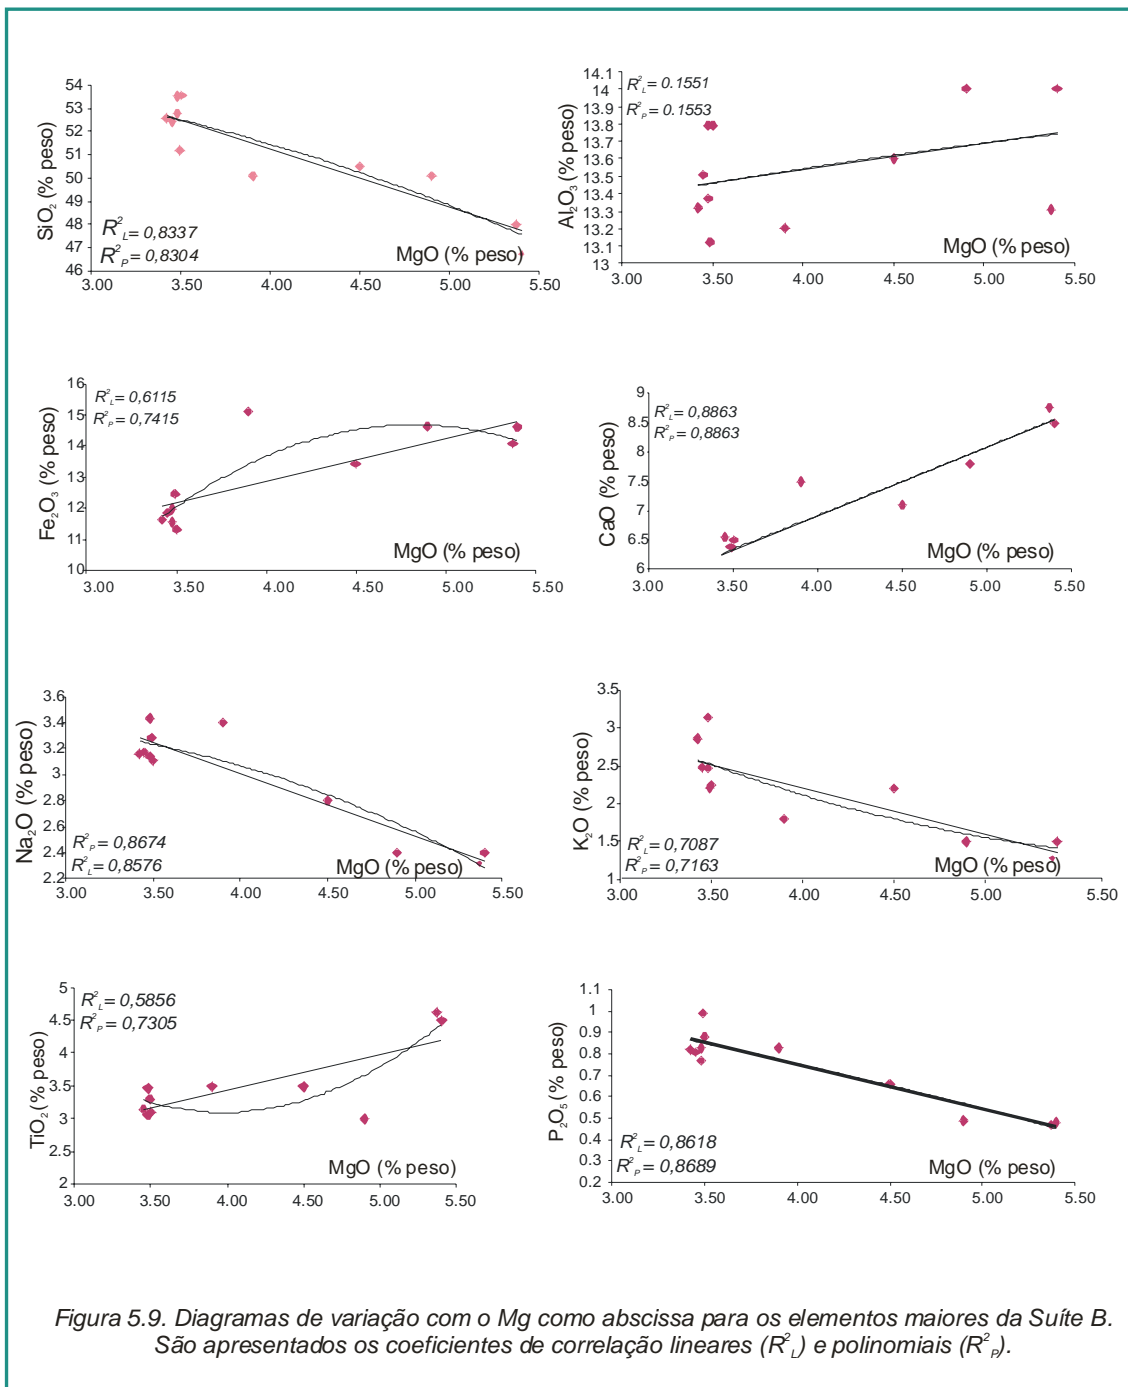 SiO2 (% peso)
54
53
52
51
50
49
48
47
46
R²L = 0,8337
R²P = 0,8304
MgO (% peso)
3.00 3.50 4.00 4.50 5.00 5.50
Al2O3 (% peso)
14.1
14
13.9
13.8
13.7
13.6
13.5
13.4
13.3
13.2
13.1
13
R²L = 0.1551
R²P = 0.1553
MgO (% peso)
3.00 3.50 4.00 4.50 5.00 5.50
Fe2O3 (% peso)
16
15
14
13
12
11
10
R²L = 0,6115
R²P = 0,7415
MgO (% peso)
3.00 3.50 4.00 4.50 5.00 5.50
CaO (% peso)
9
8.5
8
7.5
7
6.5
6
R²L = 0,8863
R²P = 0,8863
MgO (% peso)
3.00 3.50 4.00 4.50 5.00 5.50
Na2O (% peso)
3.6
3.4
3.2
3
2.8
2.6
2.4
2.2
R²P = 0,8674
R²L = 0,8576
MgO (% peso)
3.00 3.50 4.00 4.50 5.00 5.50
K2O (% peso)
3.5
3
2.5
2
1.5
1
R²L = 0,7087
R²P = 0,7163
MgO (% peso)
3.00 3.50 4.00 4.50 5.00 5.50
TiO2 (% peso)
5
4.5
4
3.5
3
2.5
2
R²L = 0,5856
R²P = 0,7305
MgO (% peso)
3.00 3.50 4.00 4.50 5.00 5.50
P2O5 (% peso)
1.1
1
0.9
0.8
0.7
0.6
0.5
0.4
0.3
0.2
R²L = 0,8618
R²P = 0,8689
MgO (% peso)
3.00 3.50 4.00 4.50 5.00 5.50
Figura 5.9. Diagramas de variação com o Mg como abscissa para os elementos maiores da Suíte B.
São apresentados os coeficientes de correlação lineares (R²L) e polinomiais (R²P).